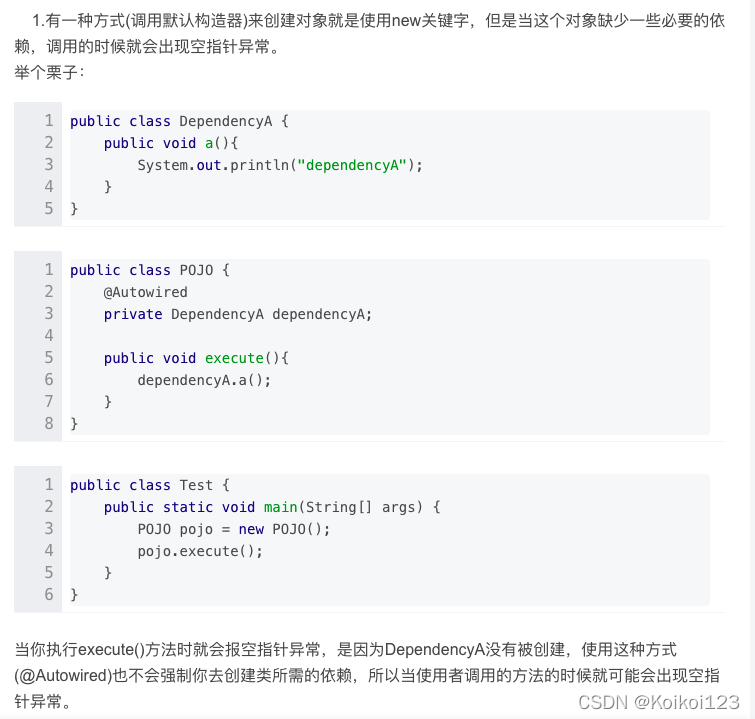 1.有一种方式(调用默认构造器)来创建对象就是使用new关键字，但是当这个对象缺少一些必要的依
赖，调用的时候就会出现空指针异常。
举个栗子：
1 public class DependencyA {
2     public void a(){
3         System.out.println("dependencyA");
4     }
5 }
1 public class POJO {
2     @Autowired
3     private DependencyA dependencyA;
4
5     public void execute(){
6         dependencyA.a();
7     }
8 }
1 public class Test {
2     public static void main(String[] args) {
3         POJO pojo = new POJO();
4         pojo.execute();
5     }
6 }
当你执行execute()方法时就会报空指针异常，是因为DependencyA没有被创建，使用这种方式
(@Autowired)也不会强制你去创建类所需的依赖，所以当使用者调用的方法的时候就可能会出现空指
针异常。
CSDN @Koikoi123